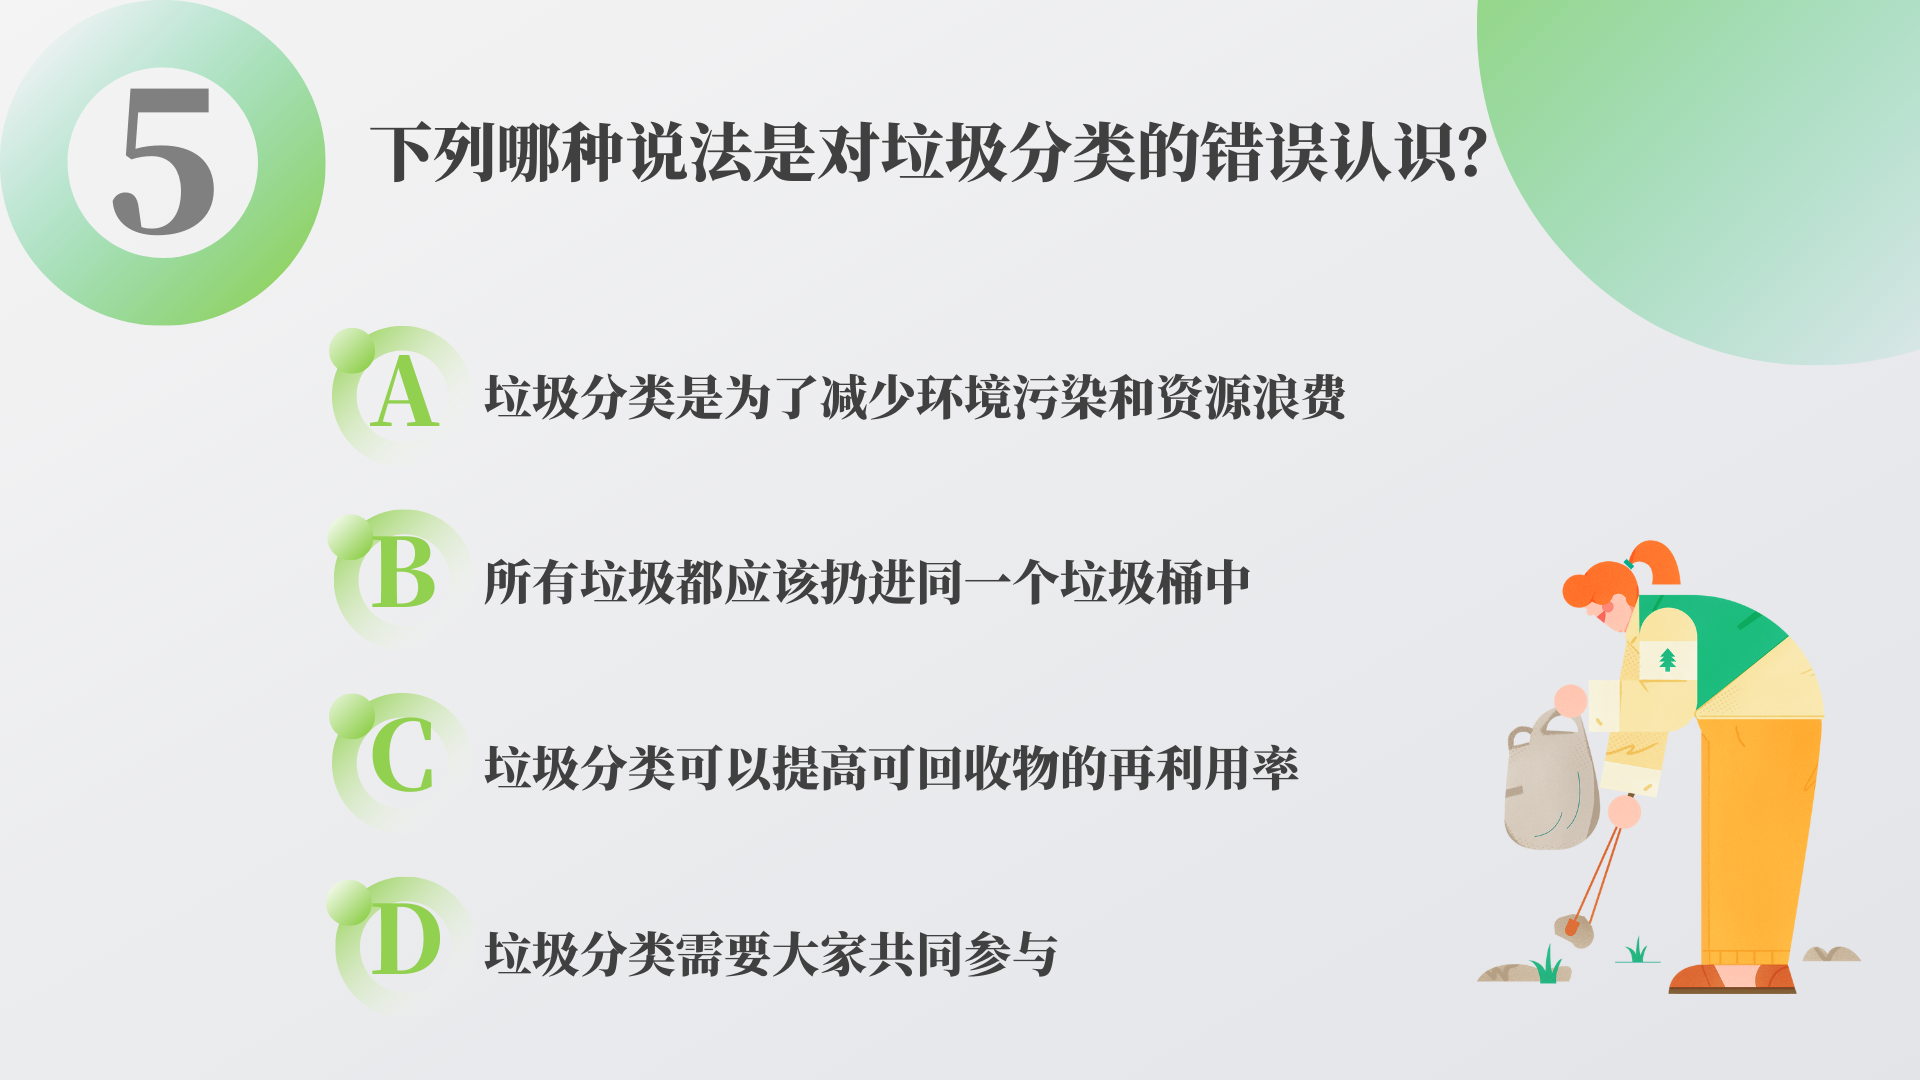 5
下列哪种说法是对垃圾分类的错误认识?
A
垃圾分类是为了减少环境污染和资源浪费
B
所有垃圾都应该扔进同一个垃圾桶中
C
垃圾分类可以提高可回收物的再利用率
D
垃圾分类需要大家共同参与